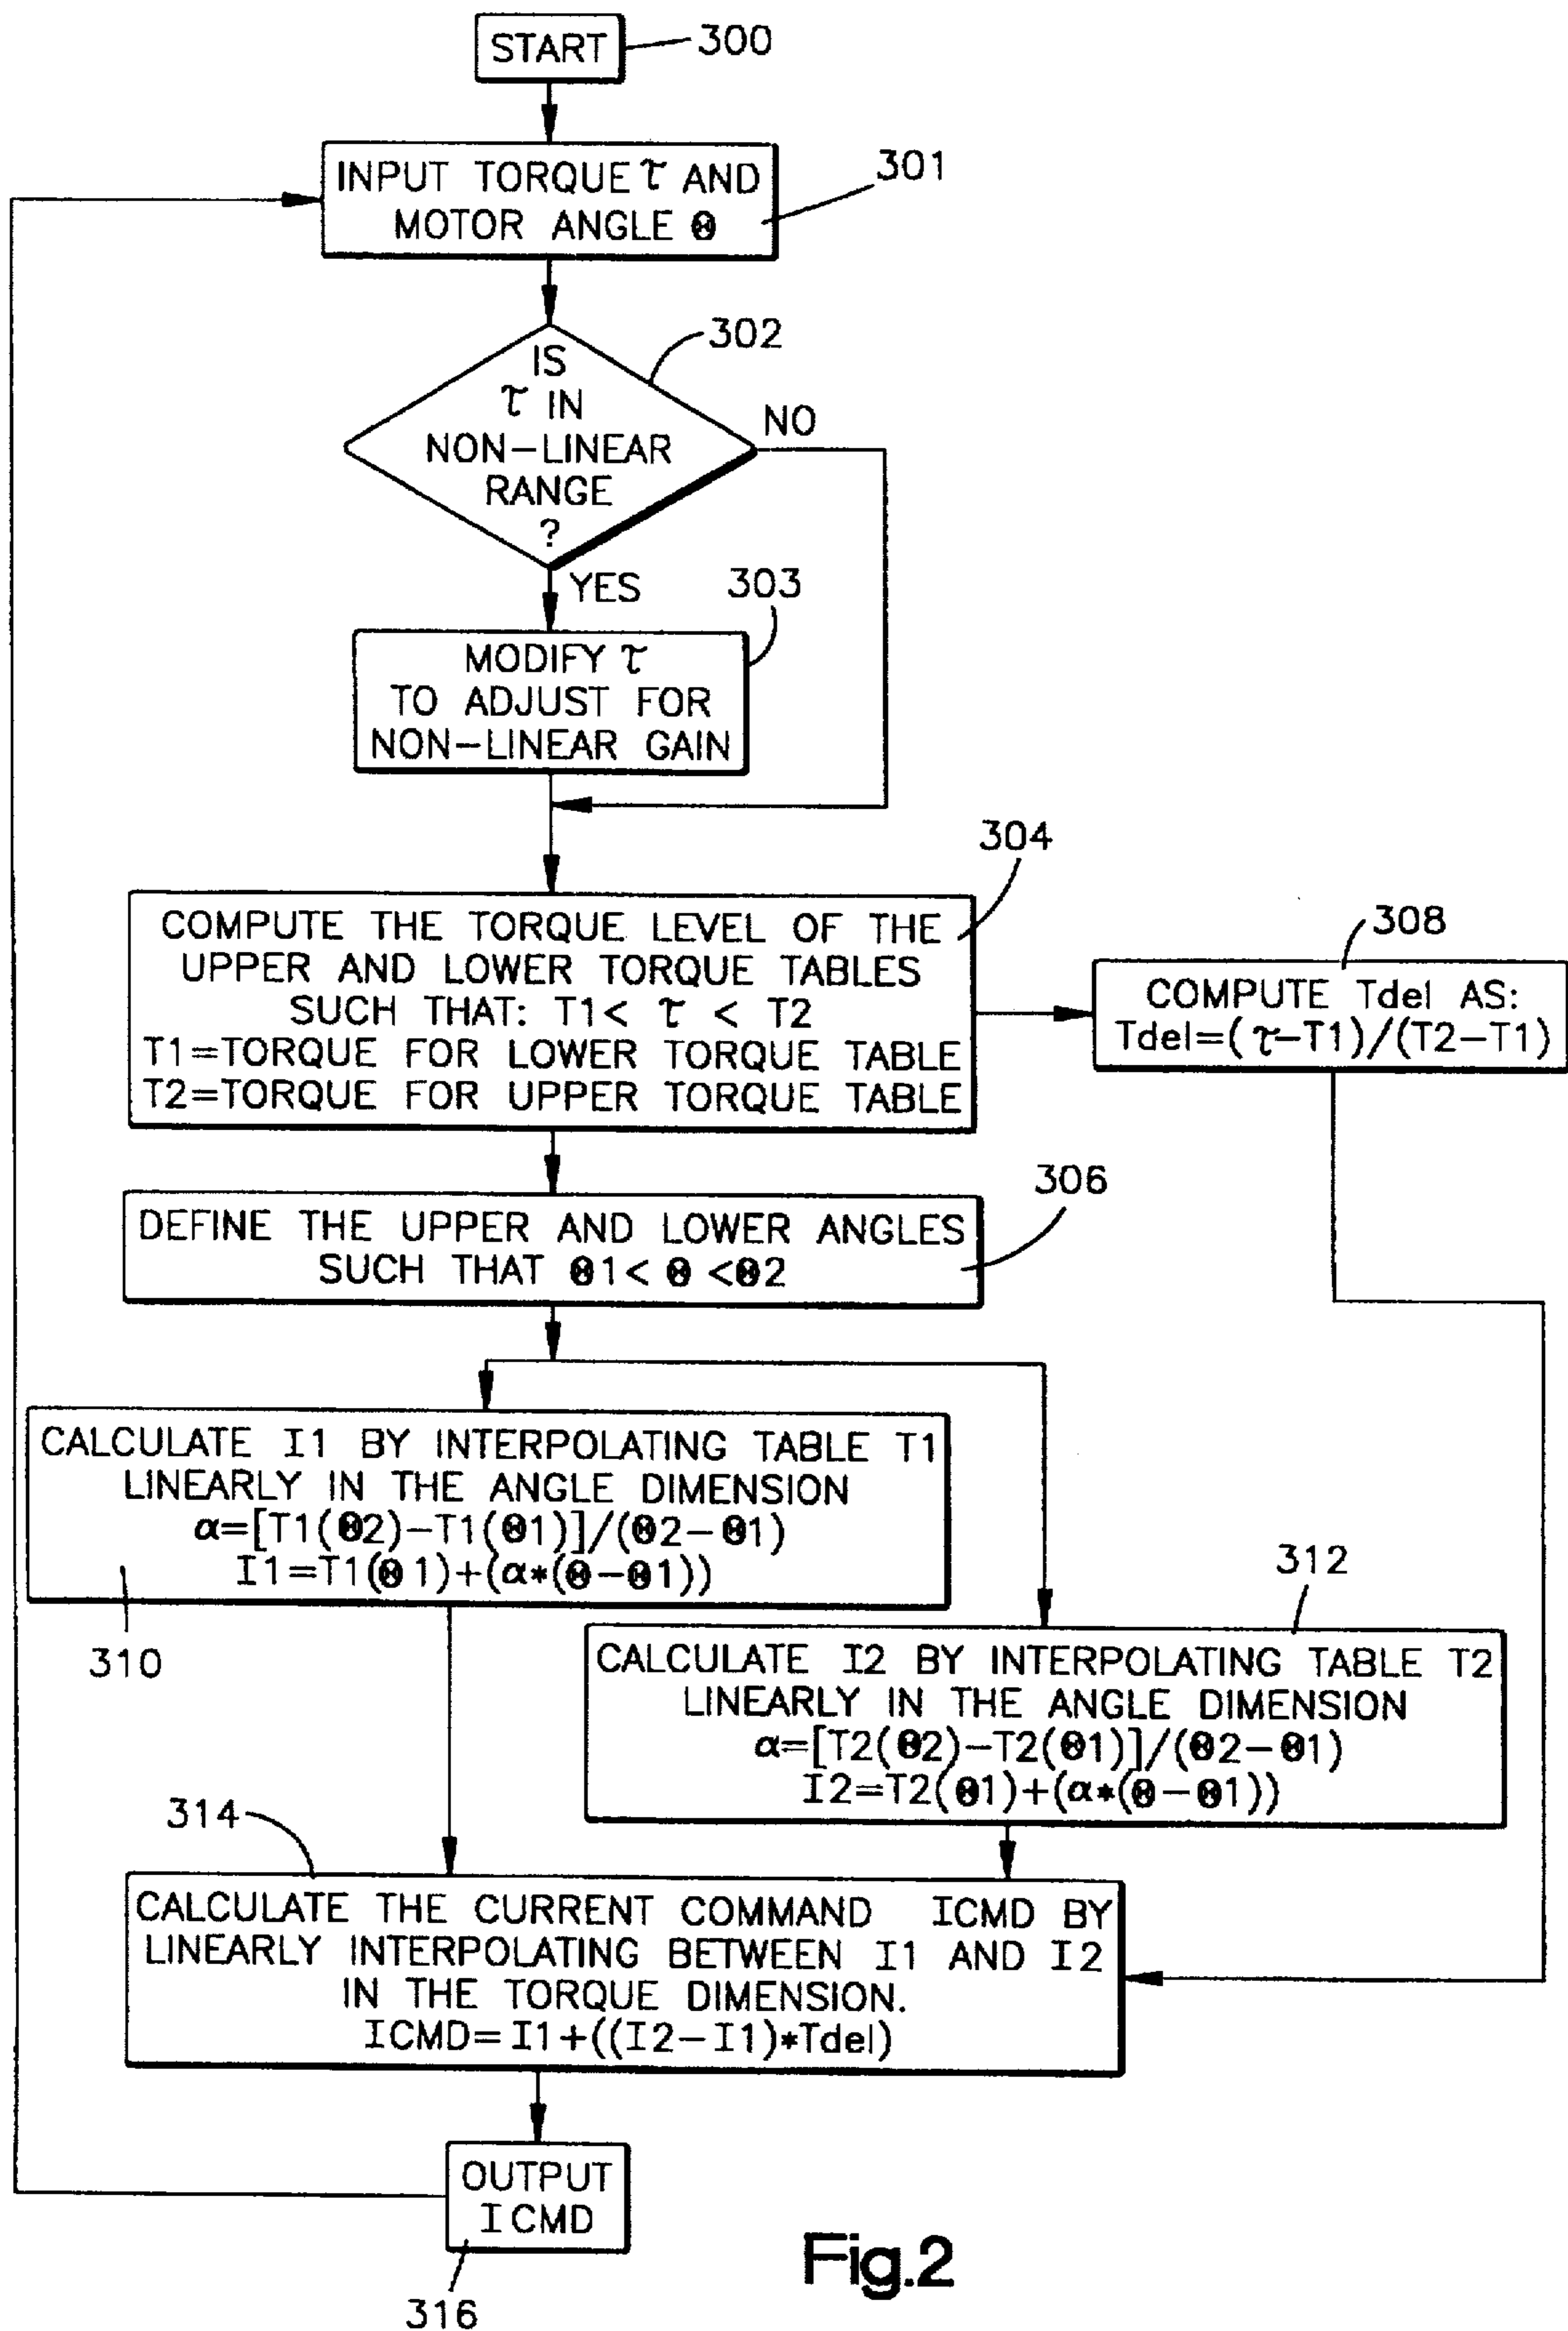 START
300
INPUT TORQUE τ AND
MOTOR ANGLE Θ
301
302
IS
τ IN
NON-LINEAR
RANGE
?
NO
YES
303
MODIFY τ
TO ADJUST FOR
NON-LINEAR GAIN
304
COMPUTE THE TORQUE LEVEL OF THE
UPPER AND LOWER TORQUE TABLES
SUCH THAT: T1< τ < T2
T1=TORQUE FOR LOWER TORQUE TABLE
T2=TORQUE FOR UPPER TORQUE TABLE
308
COMPUTE Tdel AS:
Tdel=(τ-T1)/(T2-T1)
306
DEFINE THE UPPER AND LOWER ANGLES
SUCH THAT Θ1< Θ <Θ2
CALCULATE I1 BY INTERPOLATING TABLE T1
LINEARLY IN THE ANGLE DIMENSION
α=[T1(Θ2)-T1(Θ1)]/(Θ2-Θ1)
I1=T1(Θ1)+(α*(Θ-Θ1))
310
312
CALCULATE I2 BY INTERPOLATING TABLE T2
LINEARLY IN THE ANGLE DIMENSION
α=[T2(Θ2)-T2(Θ1)]/(Θ2-Θ1)
I2=T2(Θ1)+(α*(Θ-Θ1))
314
CALCULATE THE CURRENT COMMAND ICMD BY
LINEARLY INTERPOLATING BETWEEN I1 AND I2
IN THE TORQUE DIMENSION.
ICMD=I1+((I2-I1)*Tdel)
OUTPUT
ICMD
316
Fig.2